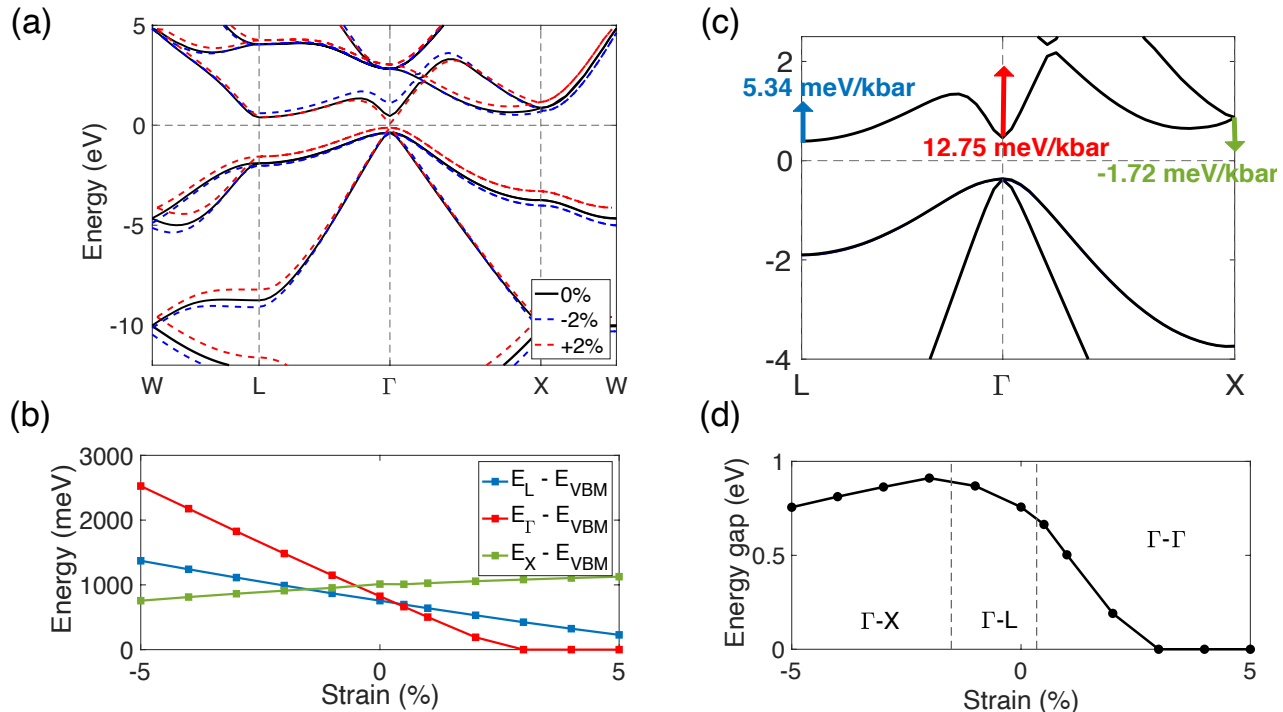 (a)
5
0
-5
-10
Energy (eV)
W
L
Γ
X
W
0%
-2%
+2%
(c)
2
0
-2
-4
5.34 meV/kbar
12.75 meV/kbar
-1.72 meV/kbar
L
Γ
X
(b)
3000
2000
1000
0
Energy (meV)
-5
0
5
Strain (%)
E_L - E_VBM
E_Γ - E_VBM
E_X - E_VBM
(d)
1
0.5
0
Energy gap (eV)
Γ-X
Γ-L
Γ-Γ
-5
0
5
Strain (%)